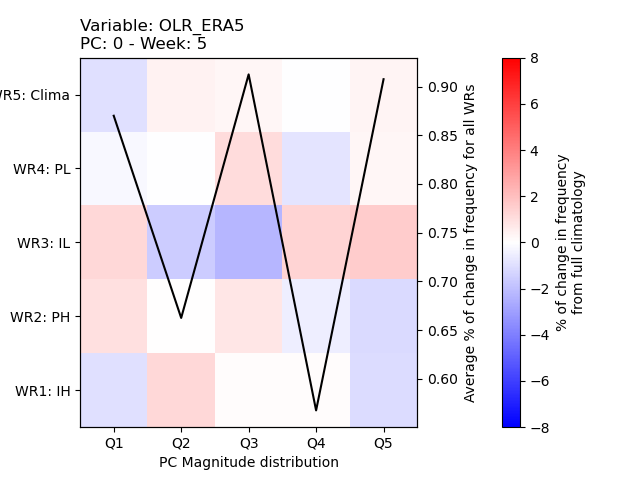 Variable: OLR_ERA5
PC: 0 - Week: 5
WR5: Clima
WR4: PL
WR3: IL
WR2: PH
WR1: IH
Q1 Q2 Q3 Q4 Q5
PC Magnitude distribution
0.90
0.85
0.80
0.75
0.70
0.65
0.60
Average % of change in frequency for all WRs
8
6
4
2
0
−2
−4
−6
−8
% of change in frequency
from full climatology